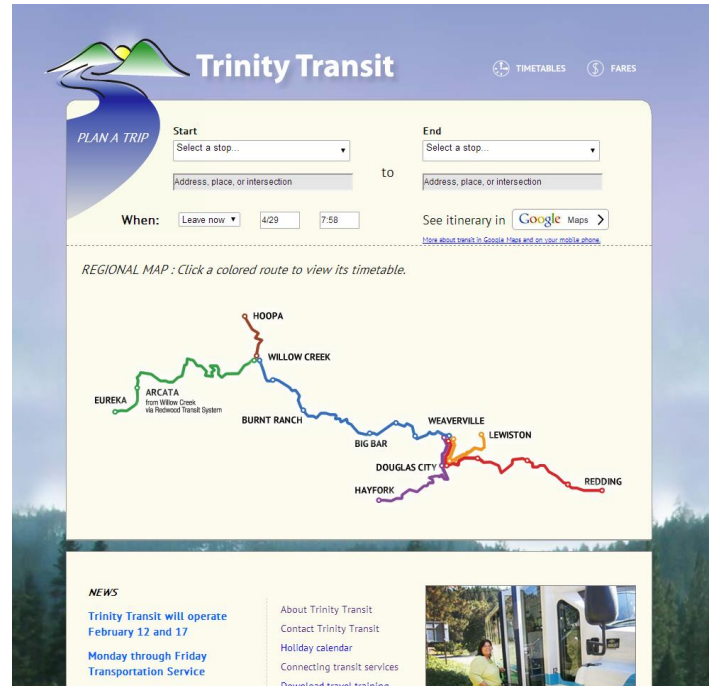 Trinity Transit
TIMETABLES
FARES
PLAN A TRIP
Start
Select a stop...
Address, place, or intersection
to
End
Select a stop...
Address, place, or intersection
When:
Leave now
4/29
7:58
See itinerary in Google Maps
More about transit in Google Maps and on your mobile phone.
REGIONAL MAP : Click a colored route to view its timetable.
HOOPA
WILLOW CREEK
ARCATA
from Willow Creek
via Redwood Transit System
EUREKA
BURNT RANCH
WEAVERVILLE
LEWISTON
BIG BAR
DOUGLAS CITY
REDDING
HAYFORK
NEWS
Trinity Transit will operate
February 12 and 17
Monday through Friday
Transportation Service
About Trinity Transit
Contact Trinity Transit
Holiday calendar
Connecting transit services
Download travel training